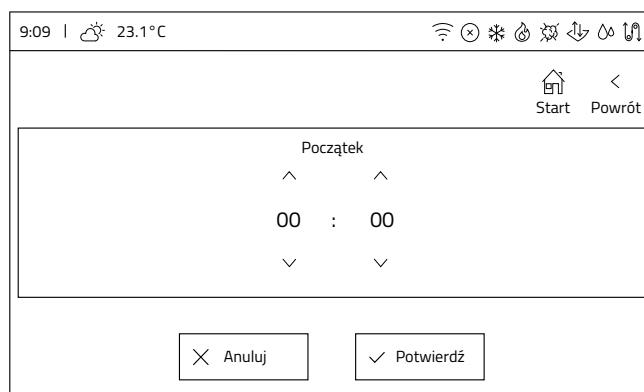 9:09 | 23.1°C
Start Powrót
Początek
00 : 00
Anuluj Potwierdź